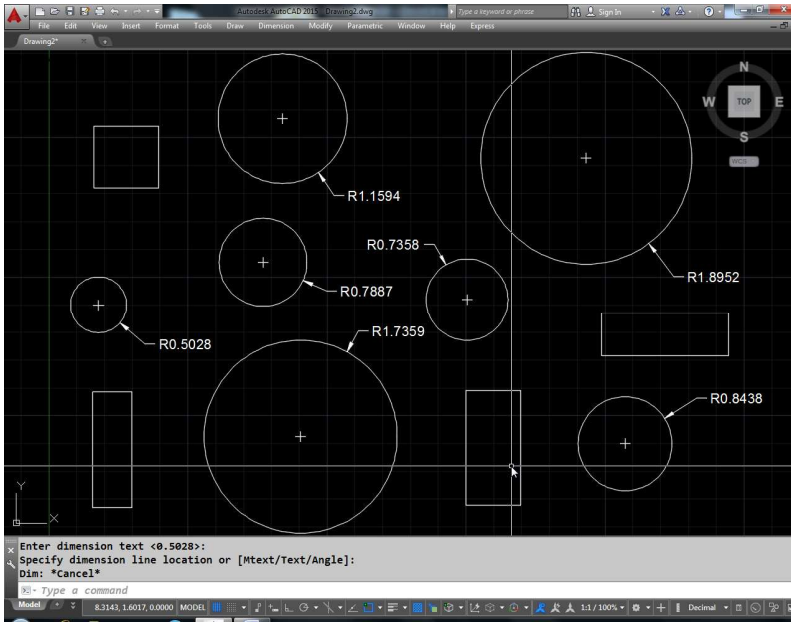 Autodesk AutoCAD 2015 Drawing2.dwg
Type a keyword or phrase
Sign In
File Edit View Insert Format Tools Draw Dimension Modify Parametric Window Help Express
Drawing2*
N
W TOP E
S
WCS
R1.1594
R0.7358
R1.8952
R0.7887
R1.7359
R0.5028
R0.8438
Y
X
Enter dimension text <0.5028>:
Specify dimension line location or [Mtext/Text/Angle]:
Dim: *Cancel*
Type a command
Model
8.3143, 1.6017, 0.0000 MODEL 1:1 / 100% Decimal